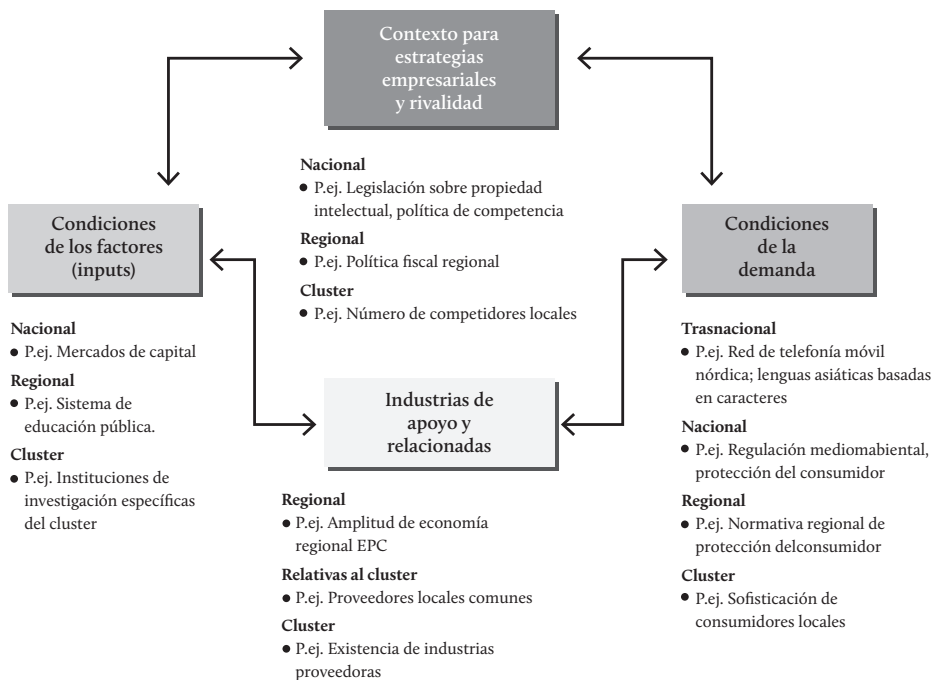 Contexto para
estrategias
empresariales
y rivalidad
Nacional
• P.ej. Legislación sobre propiedad
intelectual, política de competencia
Regional
• P.ej. Política fiscal regional
Cluster
• P.ej. Número de competidores locales
Condiciones
de los factores
(inputs)
Nacional
• P.ej. Mercados de capital
Regional
• P.ej. Sistema de
educación pública.
Cluster
• P.ej. Instituciones de
investigación específicas
del cluster
Condiciones
de la
demanda
Trasnacional
• P.ej. Red de telefonía móvil
nórdica; lenguas asiáticas basadas
en caracteres
Nacional
• P.ej. Regulación mediomabiental,
protección del consumidor
Regional
• P.ej. Normativa regional de
protección delconsumidor
Cluster
• P.ej. Sofisticación de
consumidores locales
Industrias de
apoyo y
relacionadas
Regional
• P.ej. Amplitud de economía
regional EPC
Relativas al cluster
• P.ej. Proveedores locales comunes
Cluster
• P.ej. Existencia de industrias
proveedoras